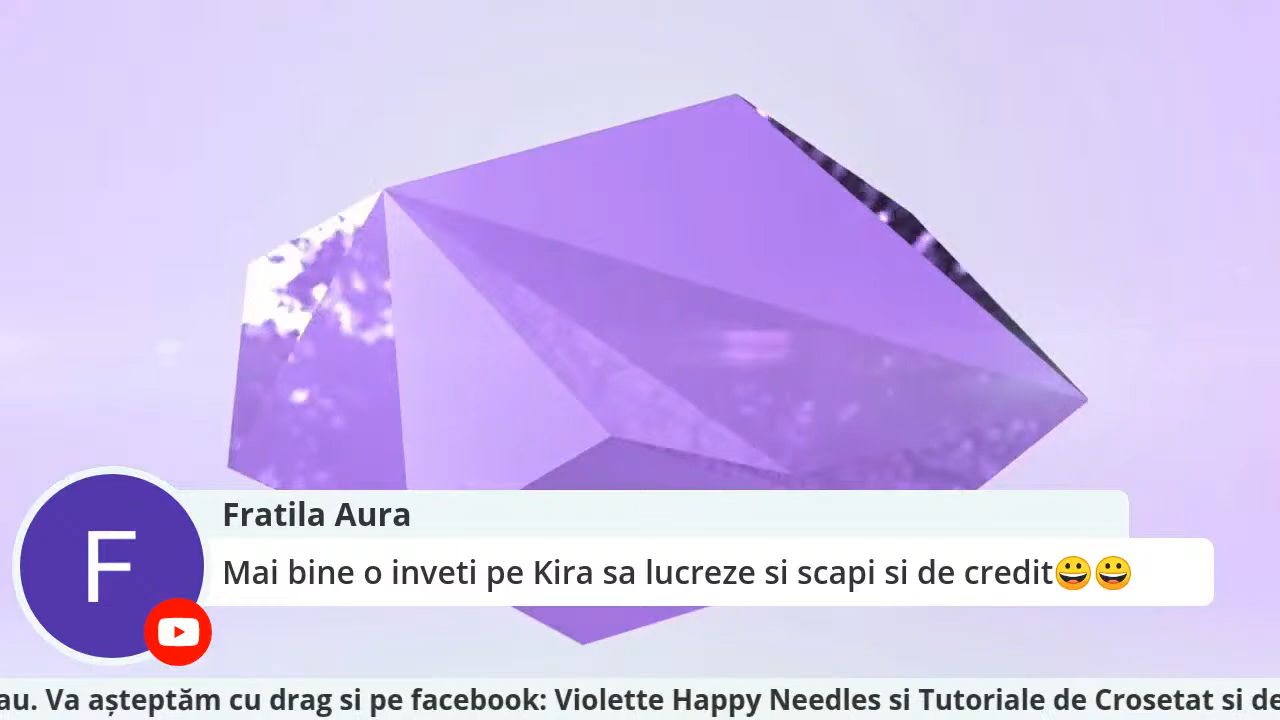 F
Fratila Aura
Mai bine o inveti pe Kira sa lucreze si scapi si de credit😀😀
au. Va așteptăm cu drag si pe facebook: Violette Happy Needles si Tutoriale de Crosetat si de